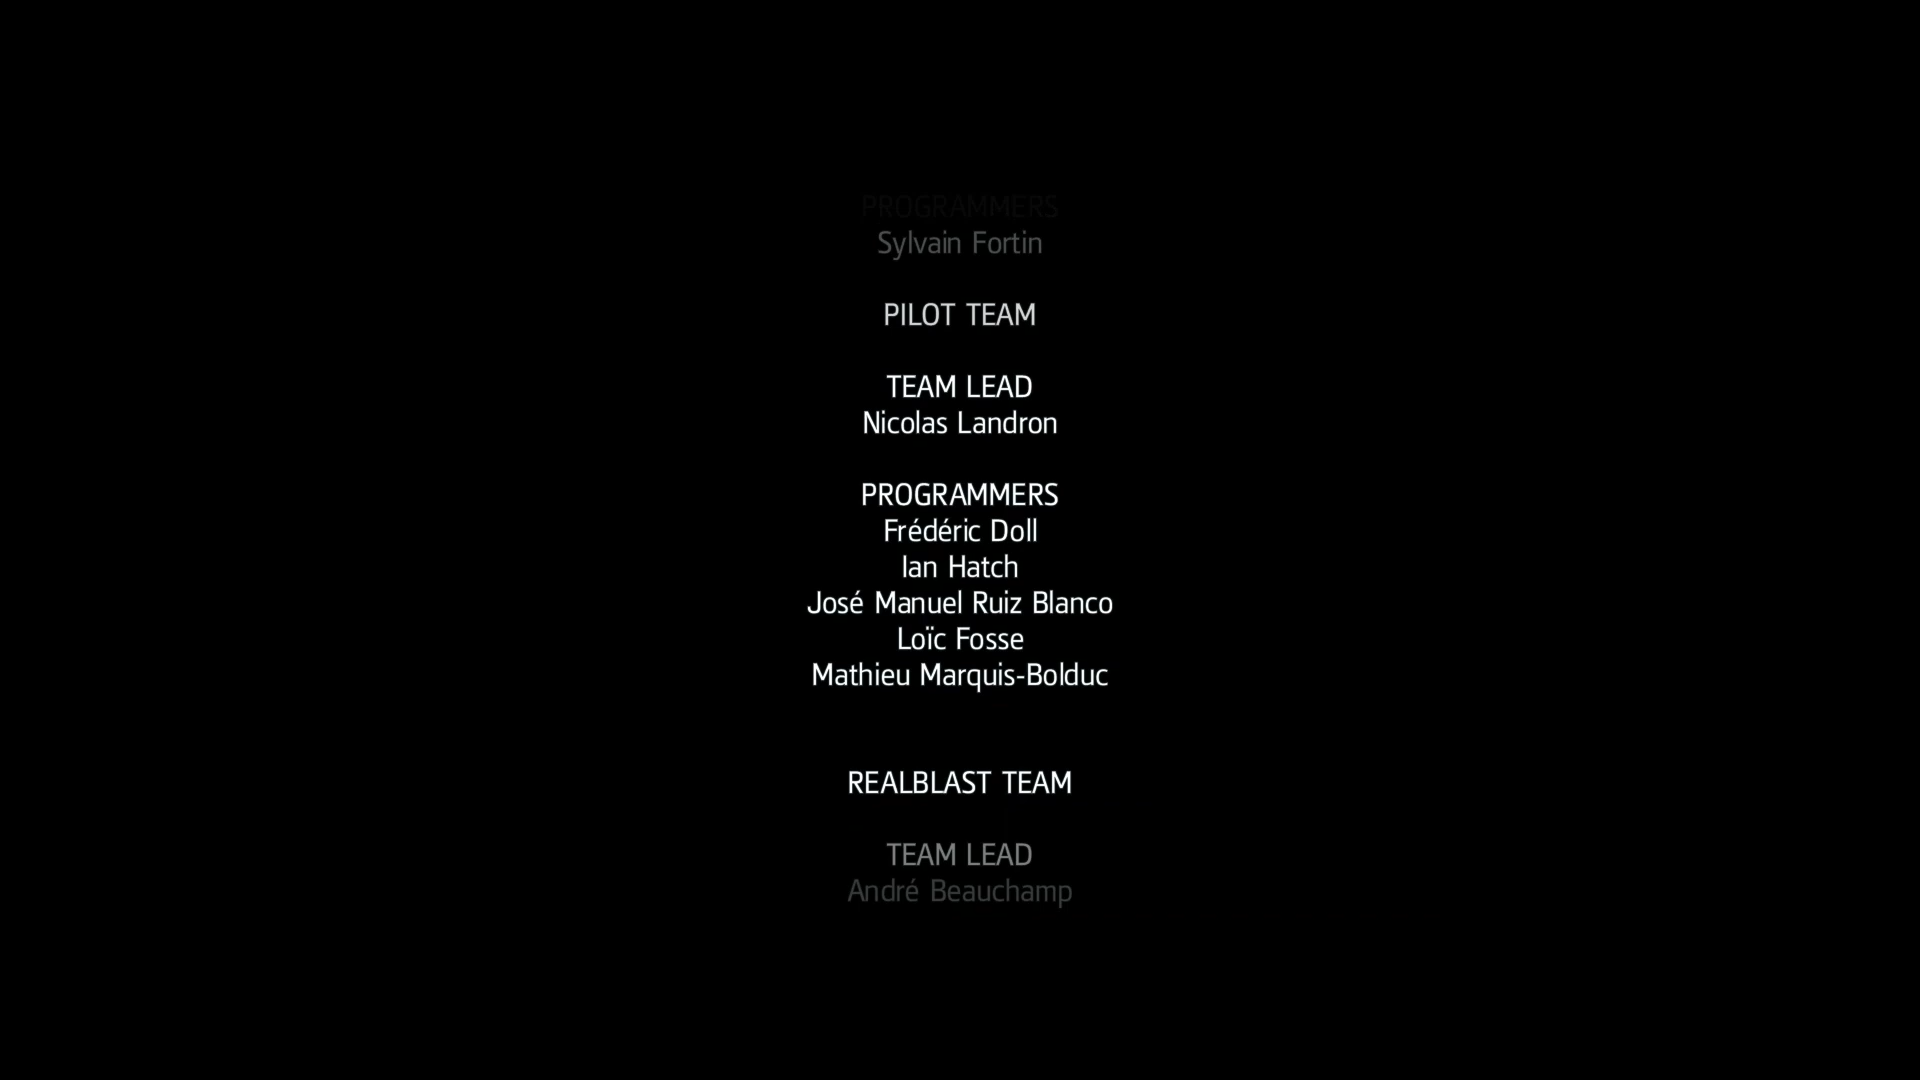 PROGRAMMERS
Sylvain Fortin
PILOT TEAM
TEAM LEAD
Nicolas Landron
PROGRAMMERS
Frédéric Doll
Ian Hatch
José Manuel Ruiz Blanco
Loïc Fosse
Mathieu Marquis-Bolduc
REALBLAST TEAM
TEAM LEAD
André Beauchamp